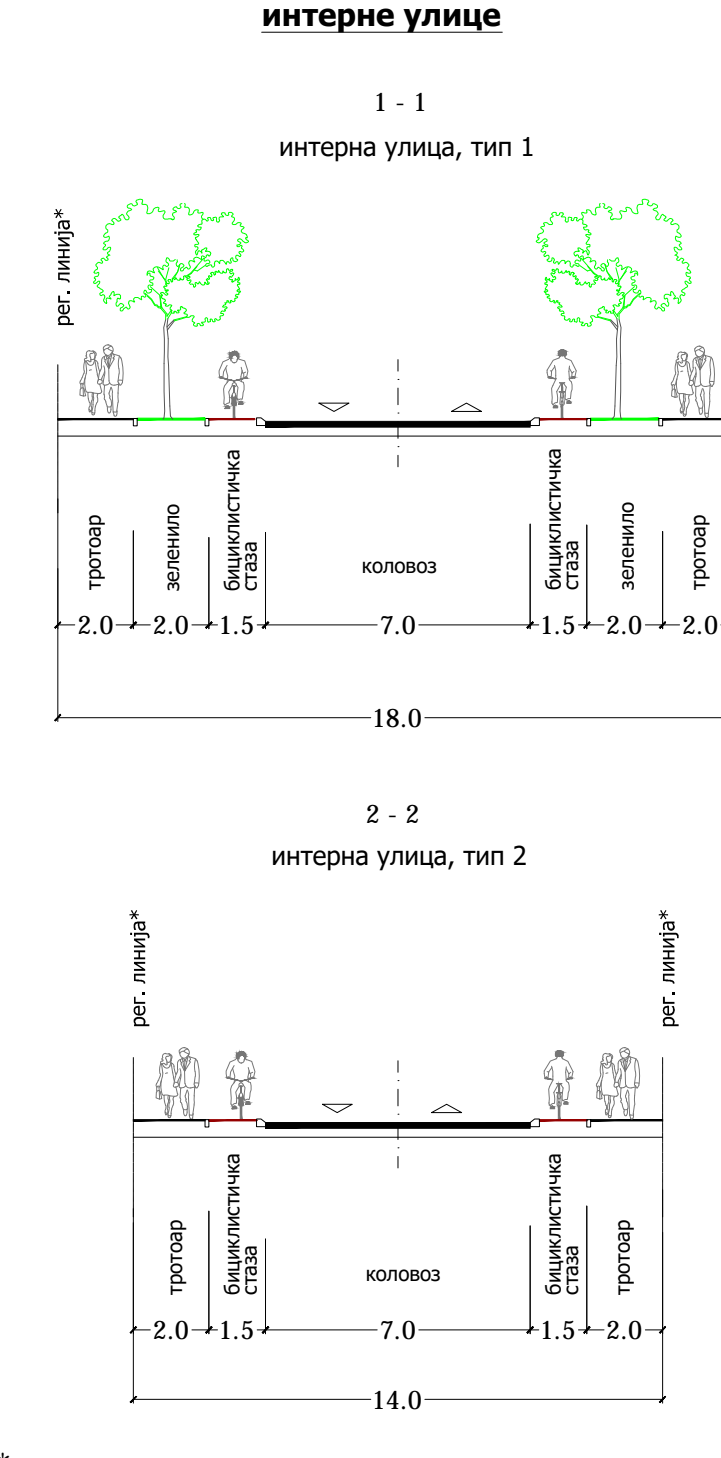 интерне улице
1 - 1
интерна улица, тип 1
рег. линија*
тротоар
зеленило
бициклистичка
стаза
коловоз
бициклистичка
стаза
зеленило
тротоар
2.0 2.0 1.5 7.0 1.5 2.0 2.0
18.0
2 - 2
интерна улица, тип 2
рег. линија*
рег. линија*
тротоар
бициклистичка
стаза
коловоз
бициклистичка
стаза
тротоар
2.0 1.5 7.0 1.5 2.0
14.0